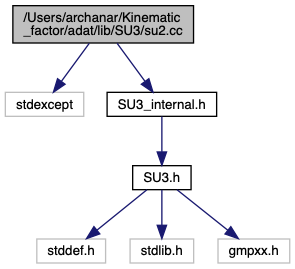 /Users/archanar/Kinematic
_factor/adat/lib/SU3/su2.cc
stdexcept
SU3_internal.h
SU3.h
stddef.h
stdlib.h
gmpxx.h